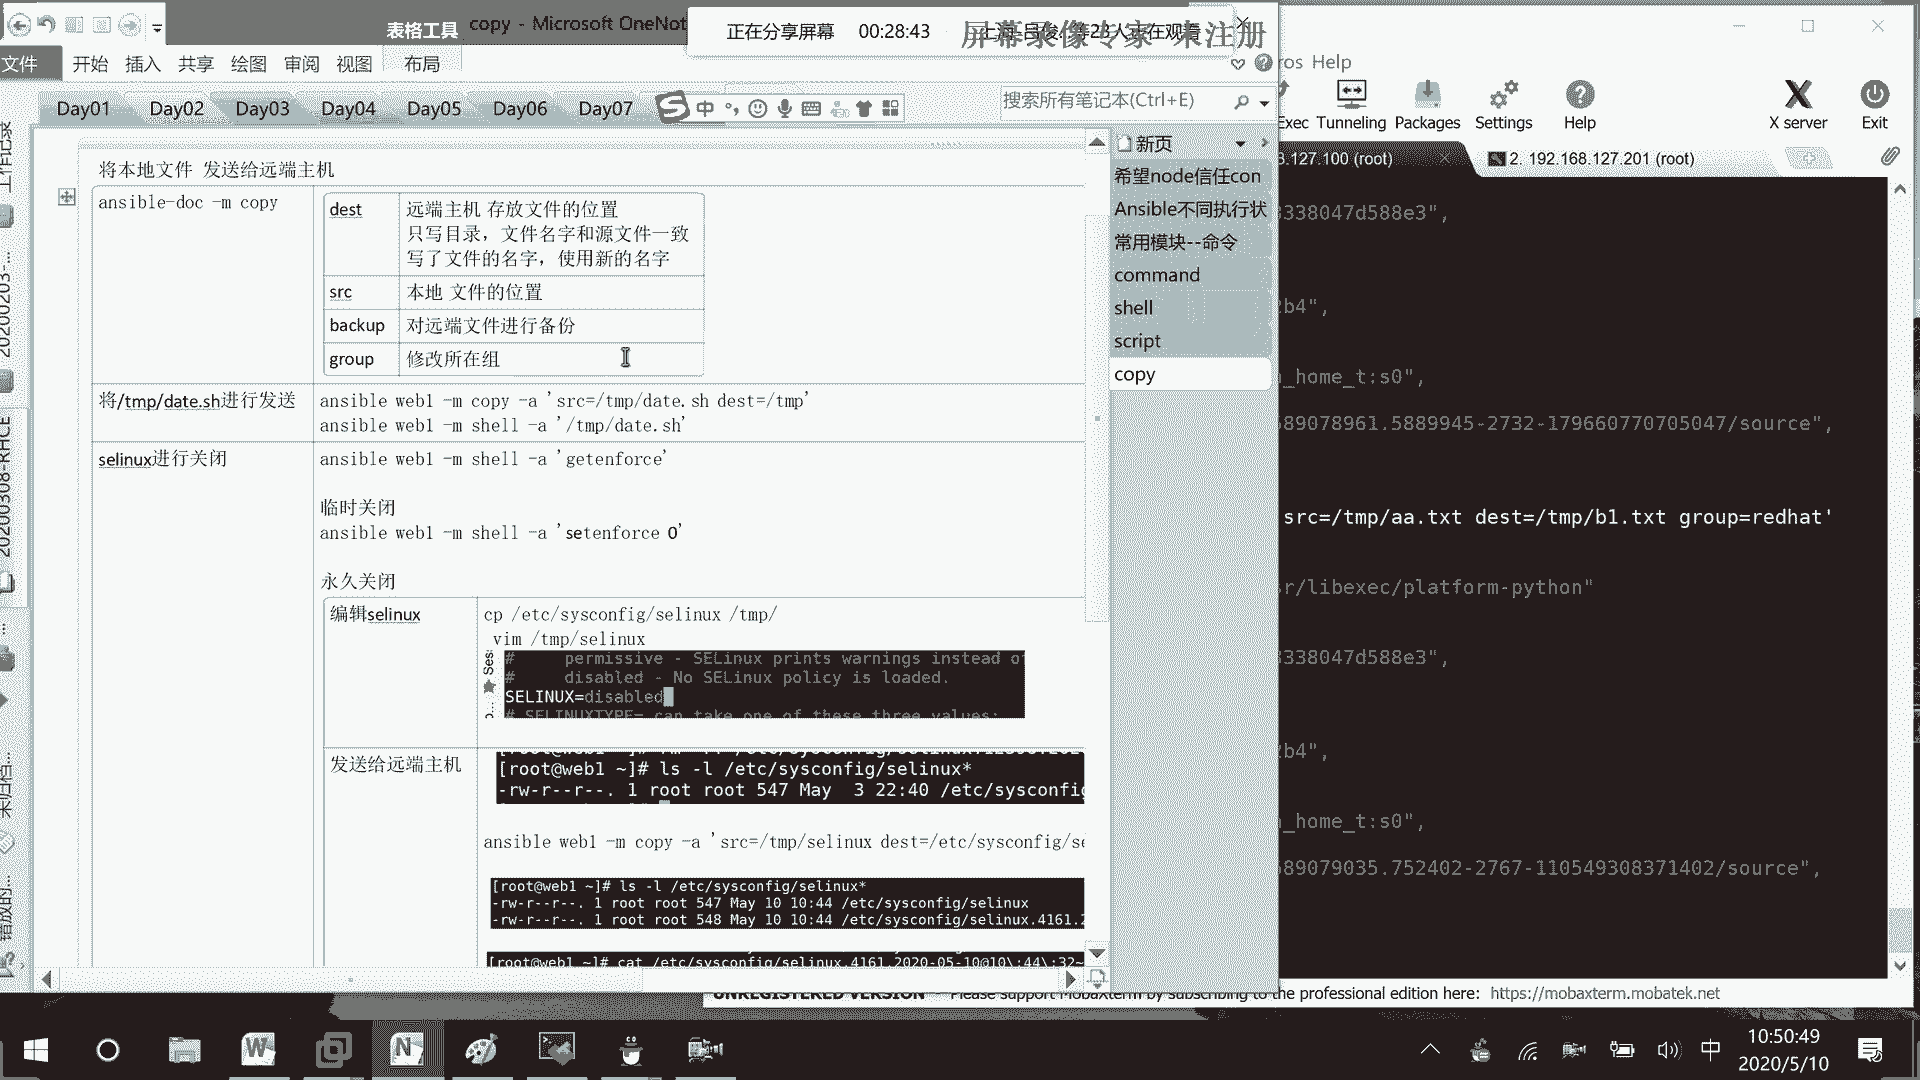 表格工具
copy - Microsoft OneNot
正在分享屏幕 00:28:43
屏幕录像专家 未注册
文件 开始 插入 共享 绘图 审阅 视图 布局
Day01 Day02 Day03 Day04 Day05 Day06 Day07
中
搜索所有笔记本(Ctrl+E)
新页
希望node信任con
Ansible不同执行状
常用模块--命令
command
shell
script
copy
将本地文件 发送给远端主机
ansible-doc -m copy
dest 远端主机 存放文件的位置
只写目录，文件名字和源文件一致
写了文件的名字，使用新的名字
src 本地 文件的位置
backup 对远端文件进行备份
group 修改所在组
将/tmp/date.sh进行发送
ansible web1 -m copy -a 'src=/tmp/date.sh dest=/tmp'
ansible web1 -m shell -a '/tmp/date.sh'
selinux进行关闭
ansible web1 -m shell -a 'getenforce'
临时关闭
ansible web1 -m shell -a 'setenforce 0'
永久关闭
编辑selinux
cp /etc/sysconfig/selinux /tmp/
vim /tmp/selinux
# permissive - SELinux prints warnings instead of
# disabled - No SELinux policy is loaded.
SELINUX=disabled
# SELINUXTYPE= can take one of these three values:
发送给远端主机
[root@web1 ~]# ls -l /etc/sysconfig/selinux*
-rw-r--r--. 1 root root 547 May  3 22:40 /etc/sysconfig
ansible web1 -m copy -a 'src=/tmp/selinux dest=/etc/sysconfig/se
[root@web1 ~]# ls -l /etc/sysconfig/selinux*
-rw-r--r--. 1 root root 547 May 10 10:44 /etc/sysconfig/selinux
-rw-r--r--. 1 root root 548 May 10 10:44 /etc/sysconfig/selinux.4161.2
[root@web1 ~]# cat /etc/sysconfig/selinux.4161.2020-05-10@10\:44\:32~
ros Help
Exec Tunneling Packages Settings Help X server Exit
3.127.100 (root)
2. 192.168.127.201 (root)
3338047d588e3",
2b4",
_home_t:s0",
589078961.5889945-2732-179660770705047/source",
src=/tmp/aa.txt dest=/tmp/b1.txt group=redhat'
sr/libexec/platform-python"
3338047d588e3",
2b4",
_home_t:s0",
589079035.752402-2767-110549308371402/source",
UNREGISTERED VERSION - Please support MobaXterm by subscribing to the professional edition here: https://mobaxterm.mobatek.net
中
10:50:49
2020/5/10